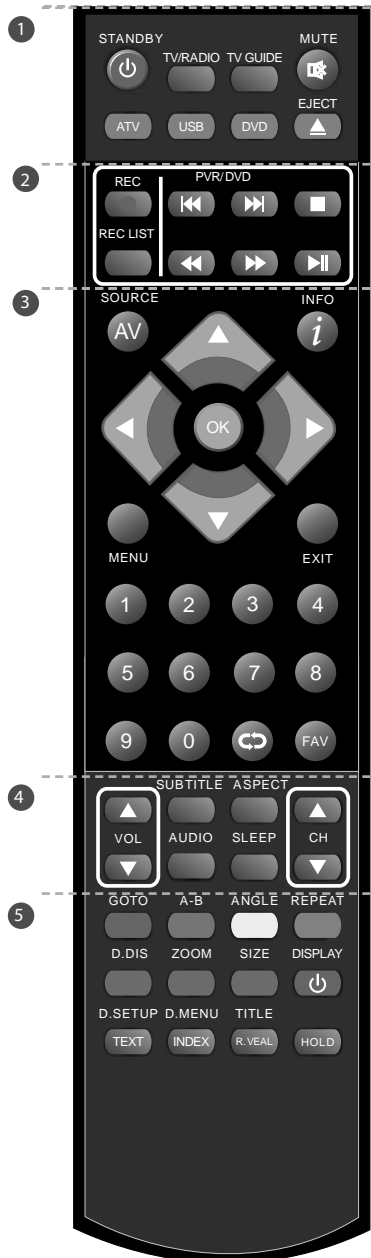 1
STANDBY MUTE
TV/RADIO TV GUIDE
EJECT
ATV USB DVD
2
REC PVR/DVD
REC LIST
3
SOURCE INFO
AV i
OK
MENU EXIT
1 2 3 4
5 6 7 8
9 0 FAV
4
SUBTITLE ASPECT
VOL AUDIO SLEEP CH
5
GOTO A-B ANGLE REPEAT
D.DIS ZOOM SIZE DISPLAY
D.SETUP D.MENU TITLE
TEXT INDEX R.VEAL HOLD